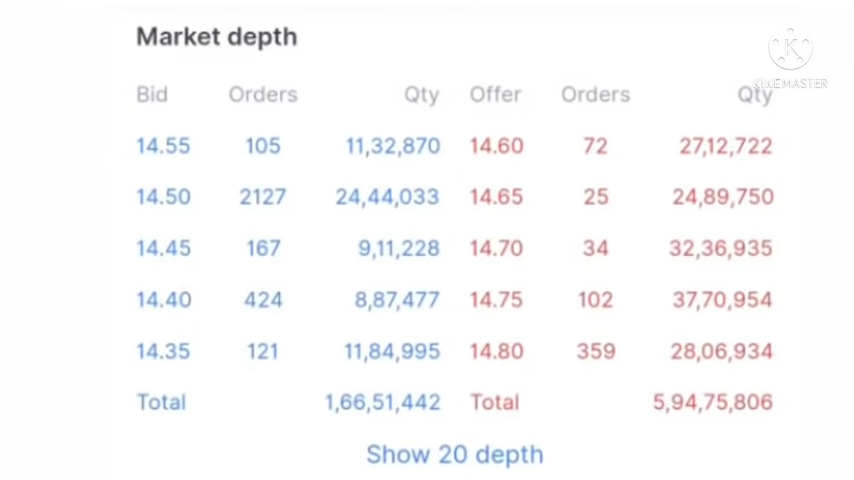 Market depth
KINEMASTER
Bid Orders Qty Offer Orders Qty
14.55 105 11,32,870 14.60 72 27,12,722
14.50 2127 24,44,033 14.65 25 24,89,750
14.45 167 9,11,228 14.70 34 32,36,935
14.40 424 8,87,477 14.75 102 37,70,954
14.35 121 11,84,995 14.80 359 28,06,934
Total 1,66,51,442 Total 5,94,75,806
Show 20 depth